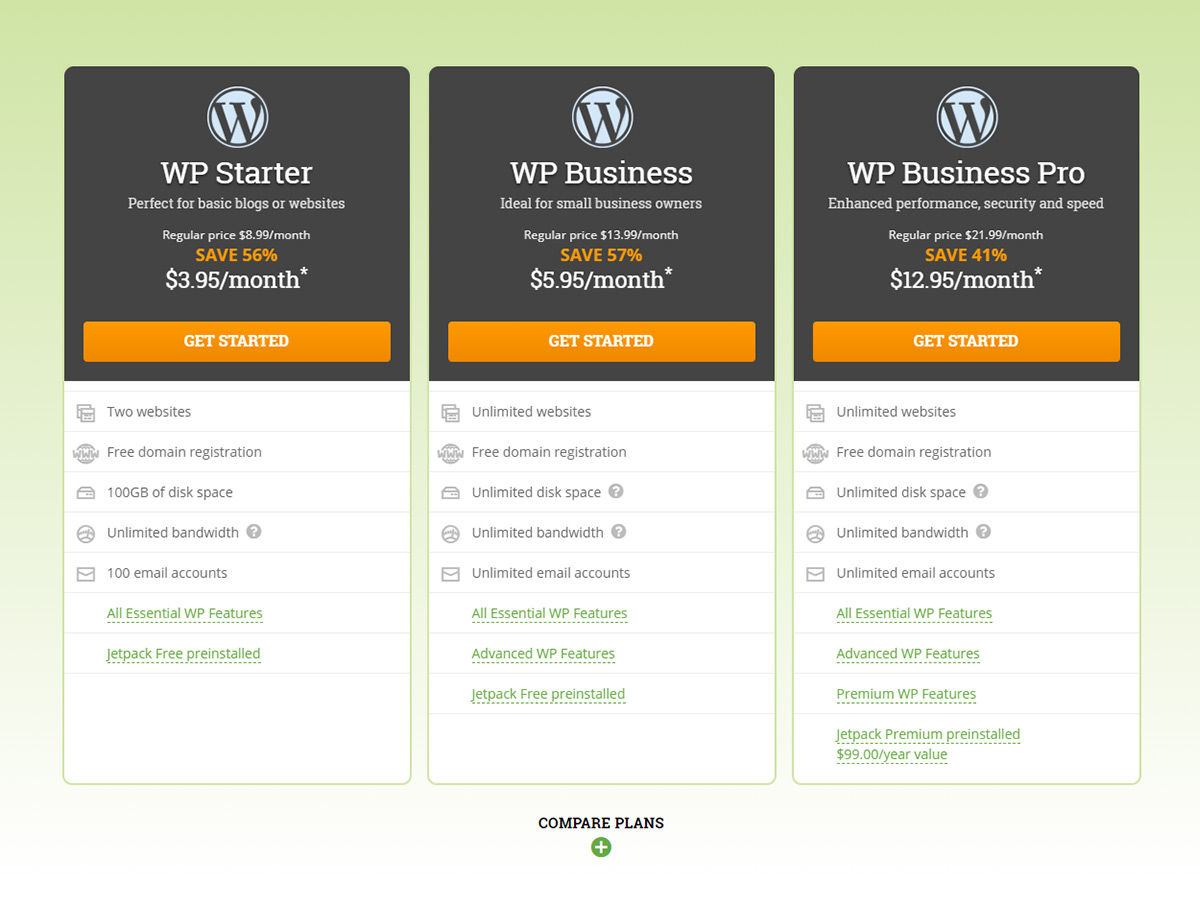 WP Starter
Perfect for basic blogs or websites
Regular price $8.99/month
SAVE 56%
$3.95/month*
GET STARTED
Two websites
Free domain registration
100GB of disk space
Unlimited bandwidth ?
100 email accounts
All Essential WP Features
Jetpack Free preinstalled
WP Business
Ideal for small business owners
Regular price $13.99/month
SAVE 57%
$5.95/month*
GET STARTED
Unlimited websites
Free domain registration
Unlimited disk space ?
Unlimited bandwidth ?
Unlimited email accounts
All Essential WP Features
Advanced WP Features
Jetpack Free preinstalled
WP Business Pro
Enhanced performance, security and speed
Regular price $21.99/month
SAVE 41%
$12.95/month*
GET STARTED
Unlimited websites
Free domain registration
Unlimited disk space ?
Unlimited bandwidth ?
Unlimited email accounts
All Essential WP Features
Advanced WP Features
Premium WP Features
Jetpack Premium preinstalled
$99.00/year value
COMPARE PLANS